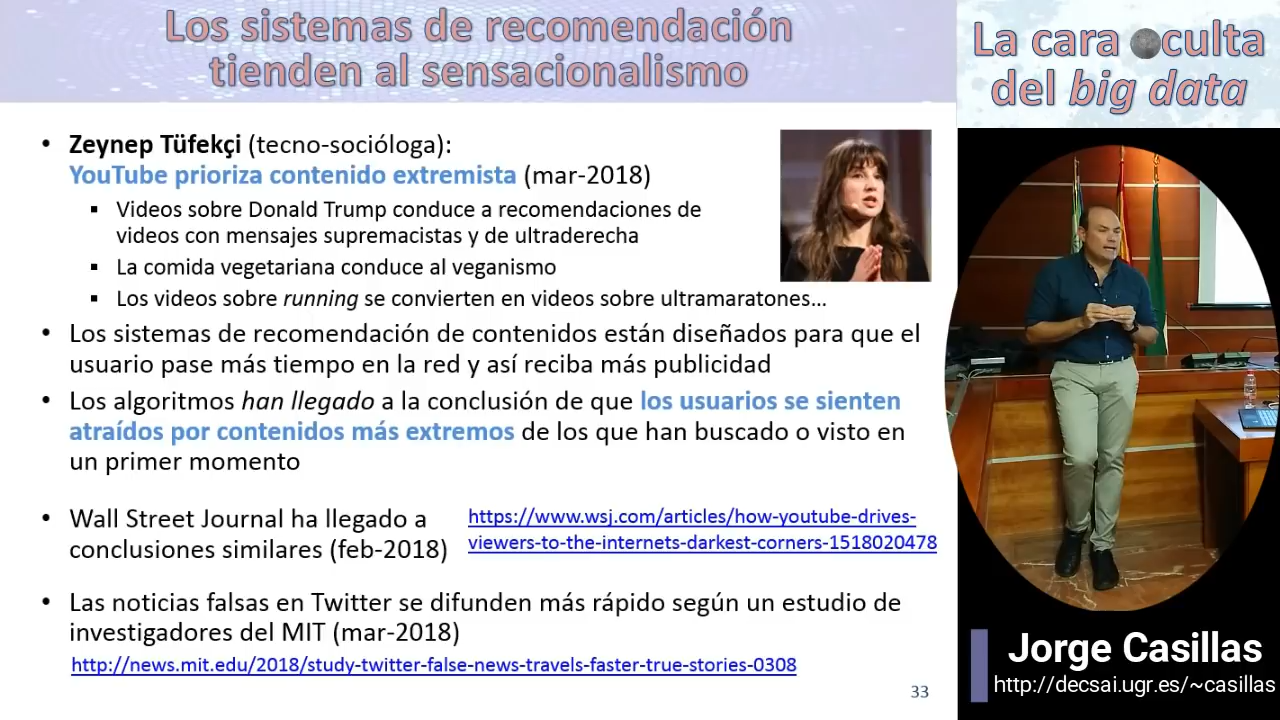 Los sistemas de recomendación
tienden al sensacionalismo
• Zeynep Tüfekçi (tecno-socióloga):
YouTube prioriza contenido extremista (mar-2018)
▪ Videos sobre Donald Trump conduce a recomendaciones de
videos con mensajes supremacistas y de ultraderecha
▪ La comida vegetariana conduce al veganismo
▪ Los videos sobre running se convierten en videos sobre ultramaratones...
• Los sistemas de recomendación de contenidos están diseñados para que el
usuario pase más tiempo en la red y así reciba más publicidad
• Los algoritmos han llegado a la conclusión de que los usuarios se sienten
atraídos por contenidos más extremos de los que han buscado o visto en
un primer momento
• Wall Street Journal ha llegado a
conclusiones similares (feb-2018)
https://www.wsj.com/articles/how-youtube-drives-
viewers-to-the-internets-darkest-corners-1518020478
• Las noticias falsas en Twitter se difunden más rápido según un estudio de
investigadores del MIT (mar-2018)
http://news.mit.edu/2018/study-twitter-false-news-travels-faster-true-stories-0308
33
La cara oculta
del big data
Jorge Casillas
http://decsai.ugr.es/~casillas